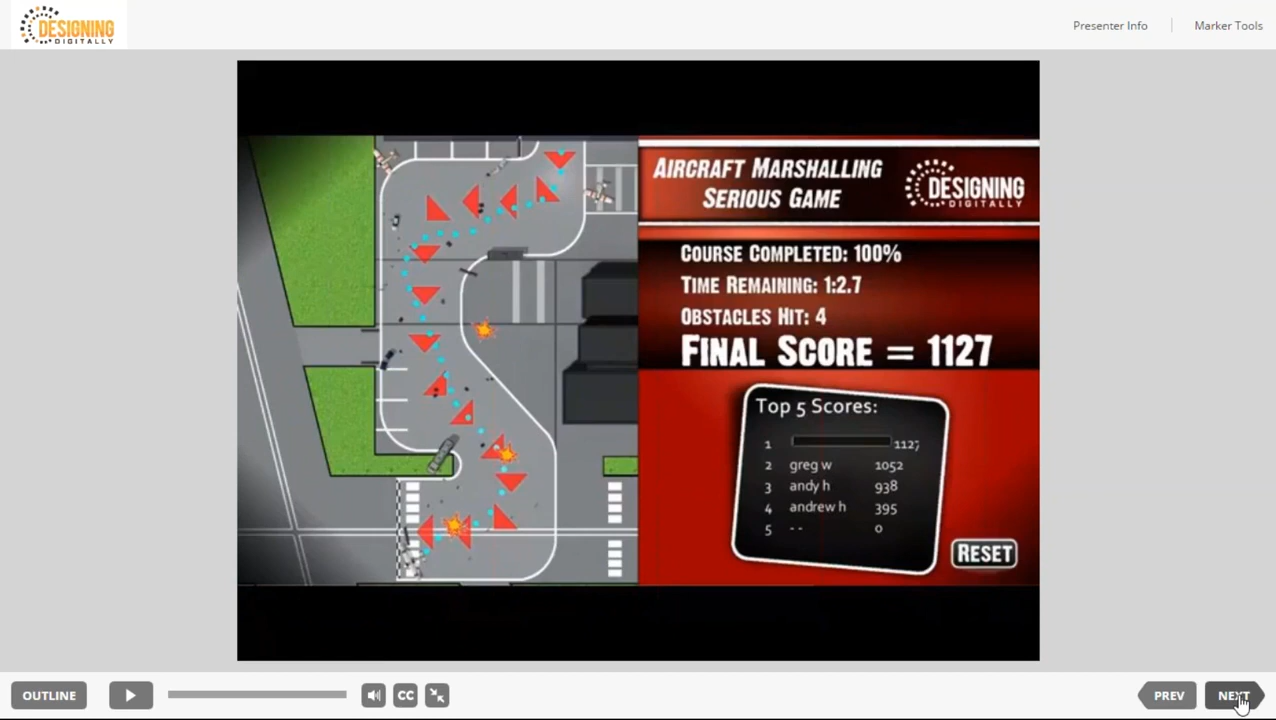 DESIGNING
DIGITALLY
Presenter Info
Marker Tools
AIRCRAFT MARSHALLING
SERIOUS GAME
DESIGNING
DIGITALLY
COURSE COMPLETED: 100%
TIME REMAINING: 1:2.7
OBSTACLES HIT: 4
FINAL SCORE = 1127
Top 5 Scores:
1 1127
2 greg w 1052
3 andy h 938
4 andrew h 395
5 -- 0
RESET
OUTLINE
CC
PREV
NEXT